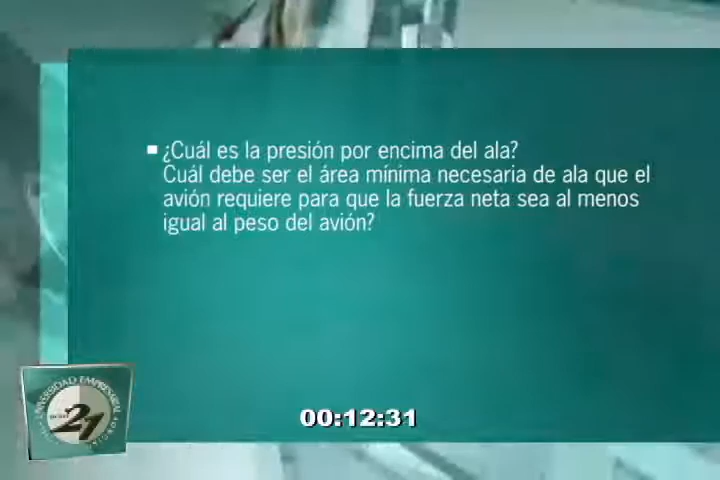 ¿Cuál es la presión por encima del ala?
Cuál debe ser el área mínima necesaria de ala que el
avión requiere para que la fuerza neta sea al menos
igual al peso del avión?
00:12:31
UNIVERSIDAD EMPRESARIAL
21